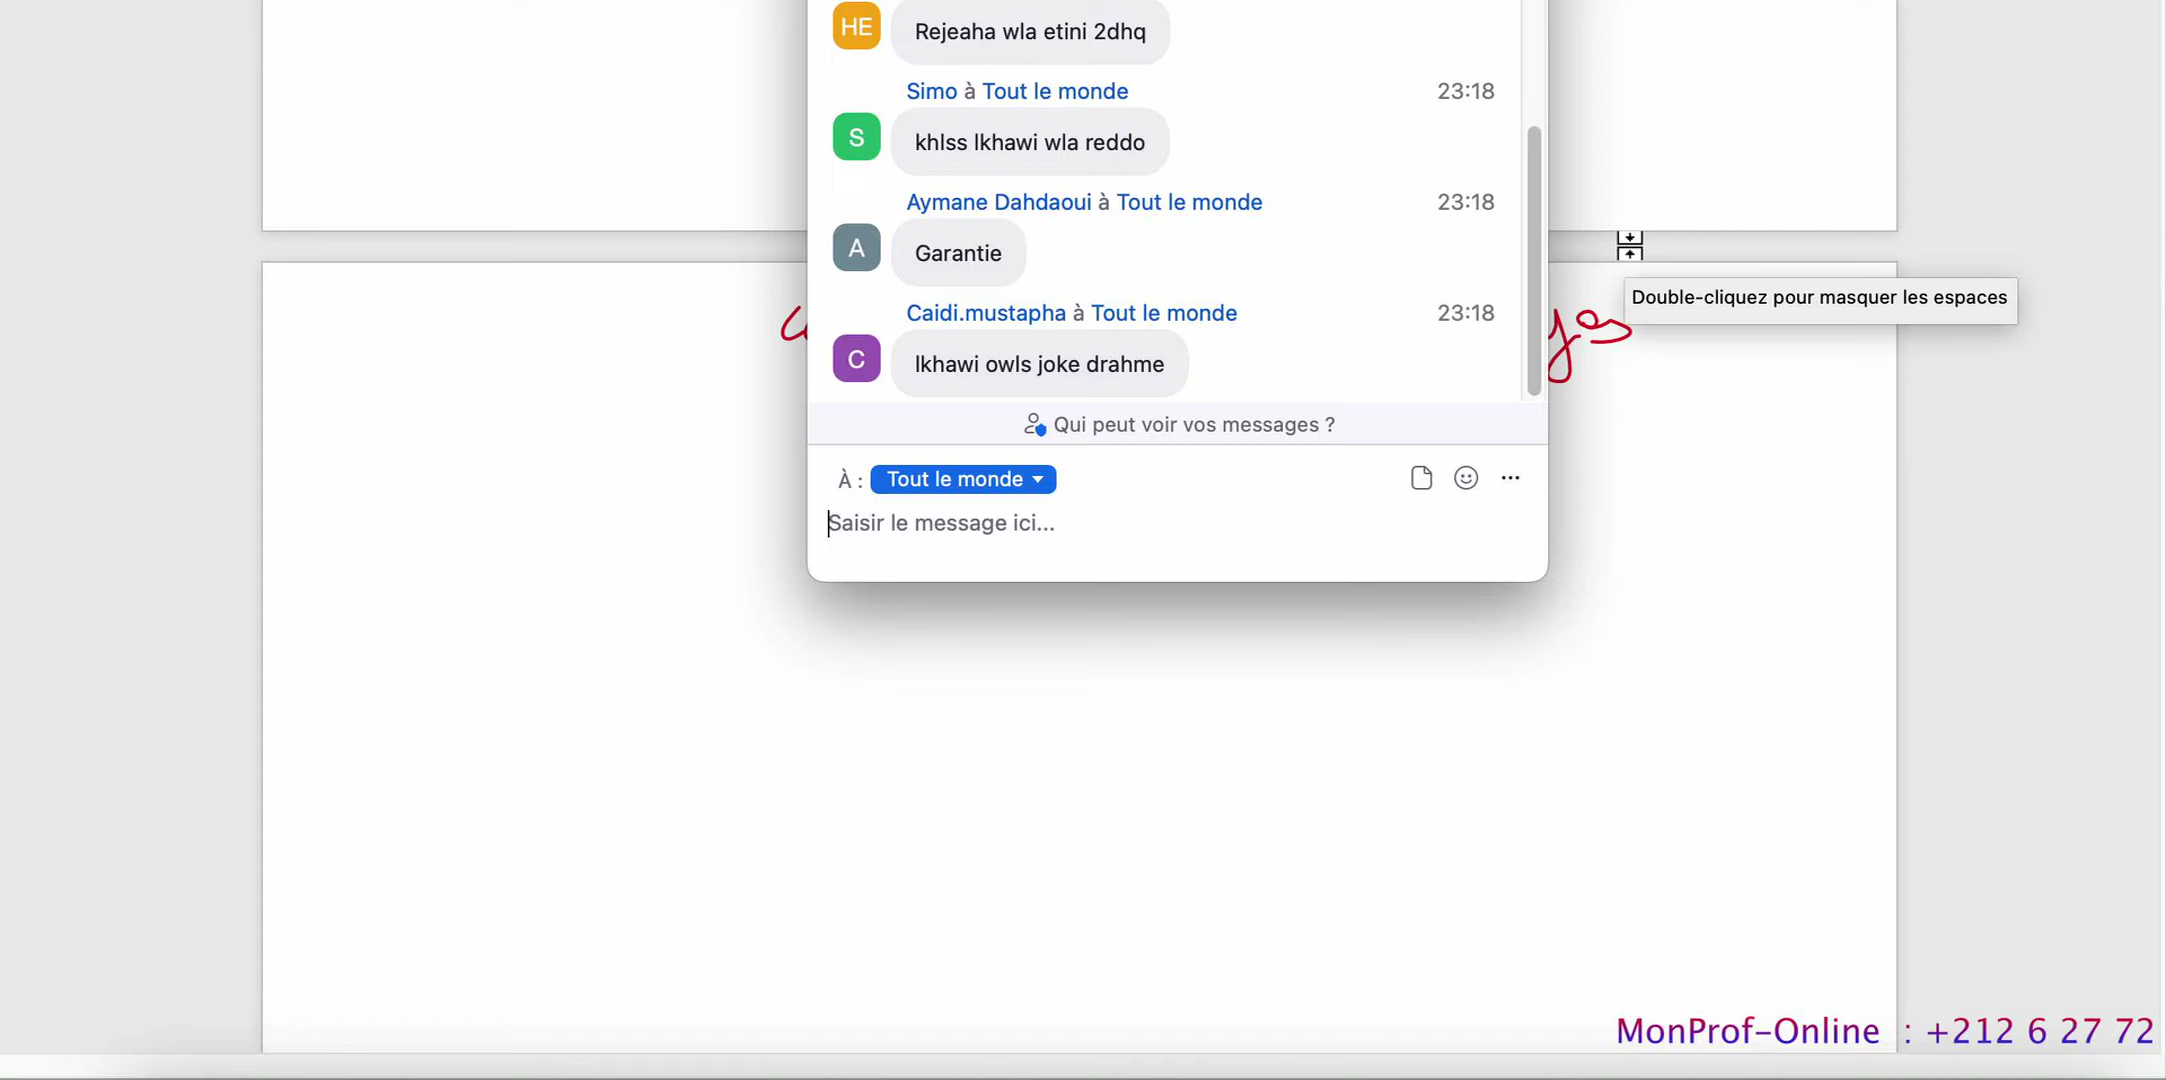 HE
Rejeaha wla etini 2dhq
Simo à Tout le monde 23:18
S
khlss lkhawi wla reddo
Aymane Dahdaoui à Tout le monde 23:18
A
Garantie
Caidi.mustapha à Tout le monde 23:18
C
lkhawi owls joke drahme
Qui peut voir vos messages ?
À : Tout le monde
Saisir le message ici...
Double-cliquez pour masquer les espaces
MonProf-Online : +212 6 27 72